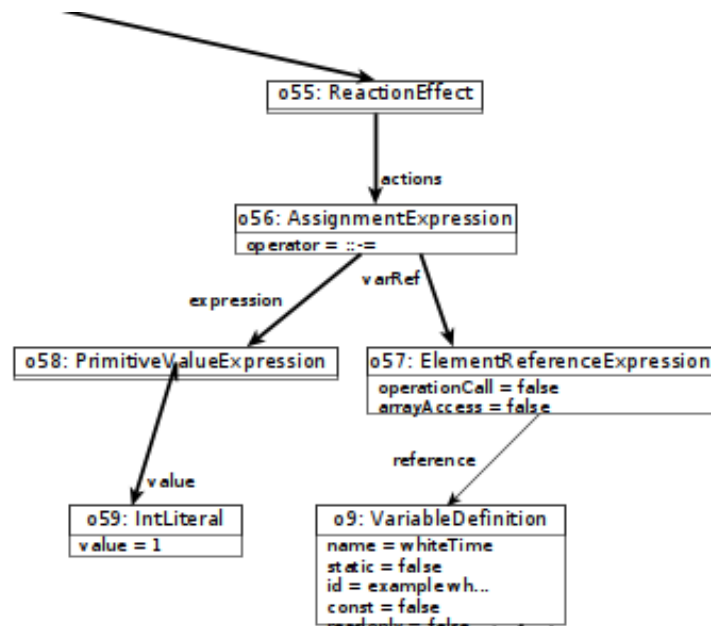 o55: ReactionEffect
actions
o56: AssignmentExpression
operator = ::-=
expression
varRef
o58: PrimitiveValueExpression
o57: ElementReferenceExpression
operationCall = false
arrayAccess = false
reference
value
o59: IntLiteral
value = 1
o9: VariableDefinition
name = whiteTime
static = false
id = examplewh...
const = false